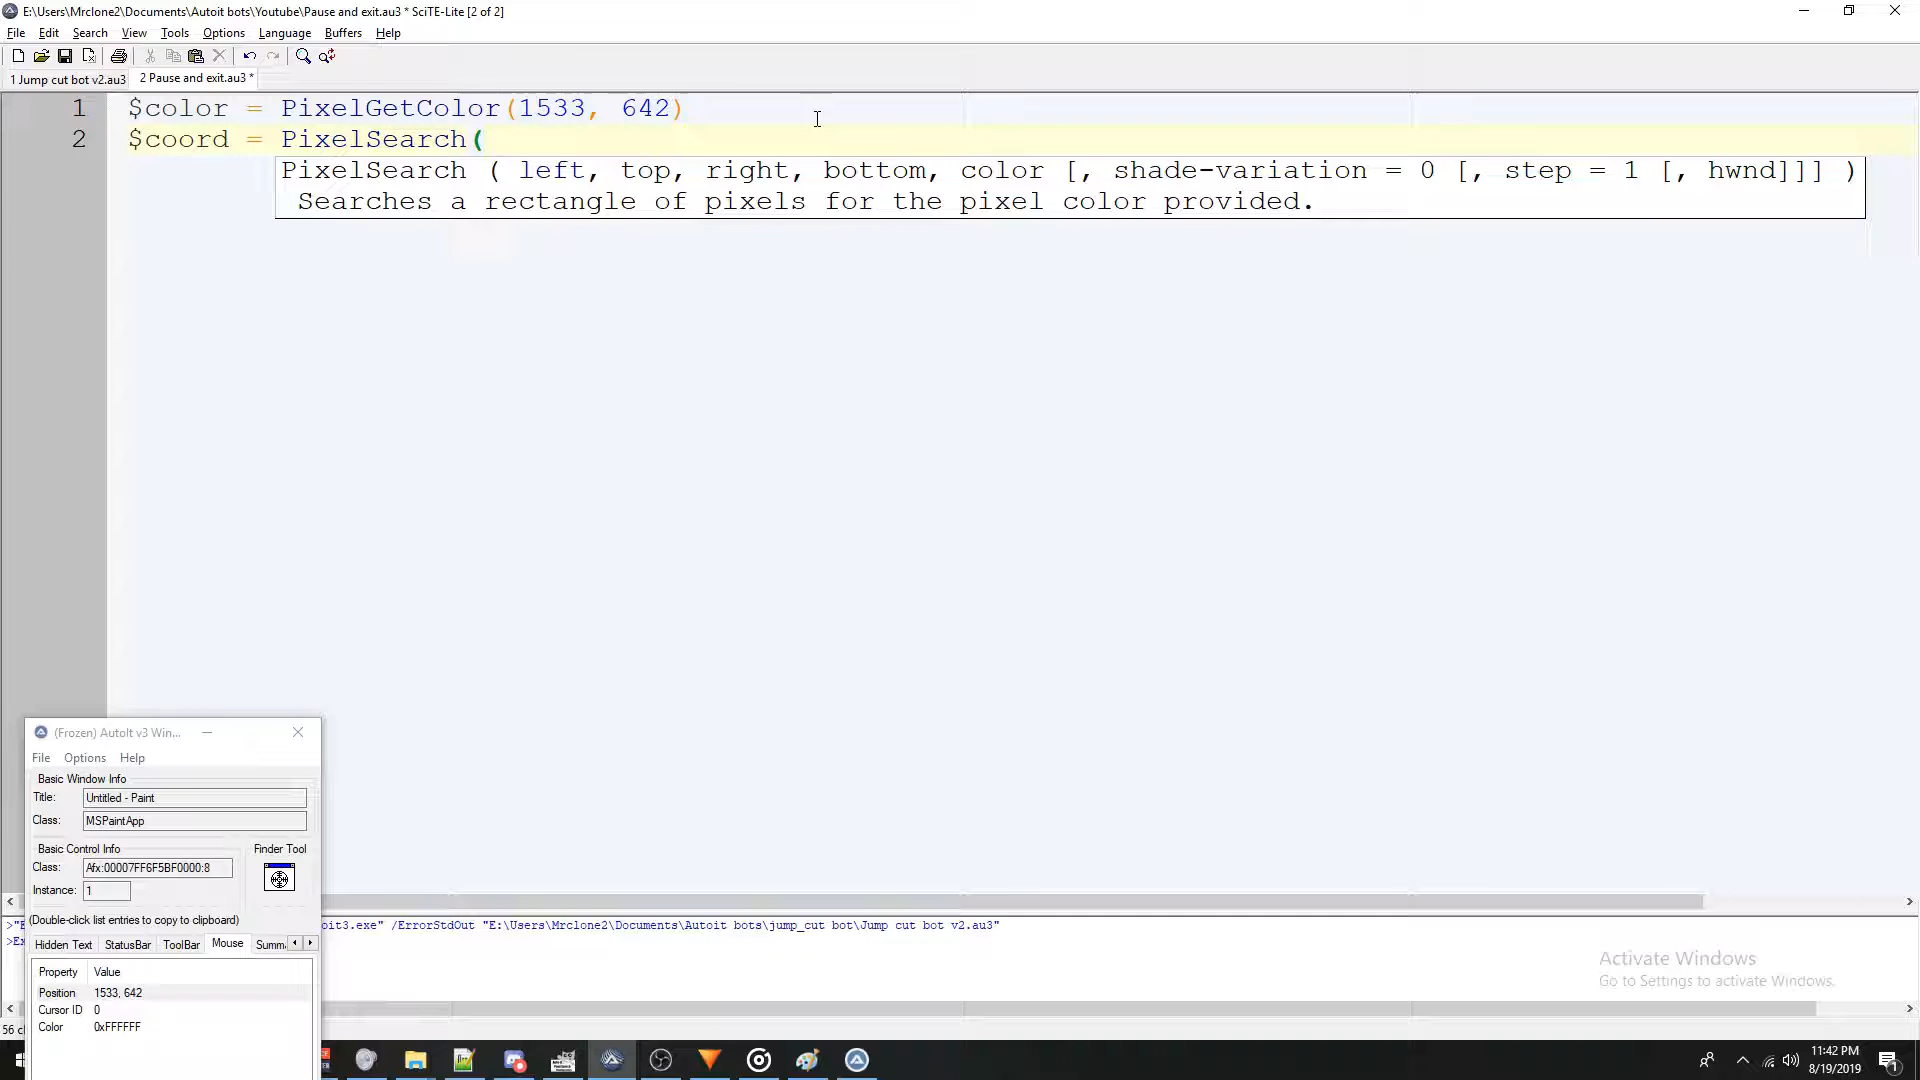 E:\Users\Mrclone2\Documents\Autoit bots\Youtube\Pause and exit.au3 * SciTE-Lite [2 of 2]
File Edit Search View Tools Options Language Buffers Help
1 Jump cut bot v2.au3 2 Pause and exit.au3 *
1 $color = PixelGetColor(1533, 642)
2 $coord = PixelSearch(
PixelSearch ( left, top, right, bottom, color [, shade-variation = 0 [, step = 1 [, hwnd]]] )
Searches a rectangle of pixels for the pixel color provided.
(Frozen) AutoIt v3 Win...
File Options Help
Basic Window Info
Title: Untitled - Paint
Class: MSPaintApp
Basic Control Info Finder Tool
Class: Afx:00007FF6F5BF0000:8
Instance: 1
(Double-click list entries to copy to clipboard)
Hidden Text StatusBar ToolBar Mouse Summ
Property Value
Position 1533, 642
Cursor ID 0
Color 0xFFFFFF
oit3.exe" /ErrorStdOut "E:\Users\Mrclone2\Documents\Autoit bots\jump_cut bot\Jump cut bot v2.au3"
Activate Windows
Go to Settings to activate Windows.
11:42 PM
8/19/2019